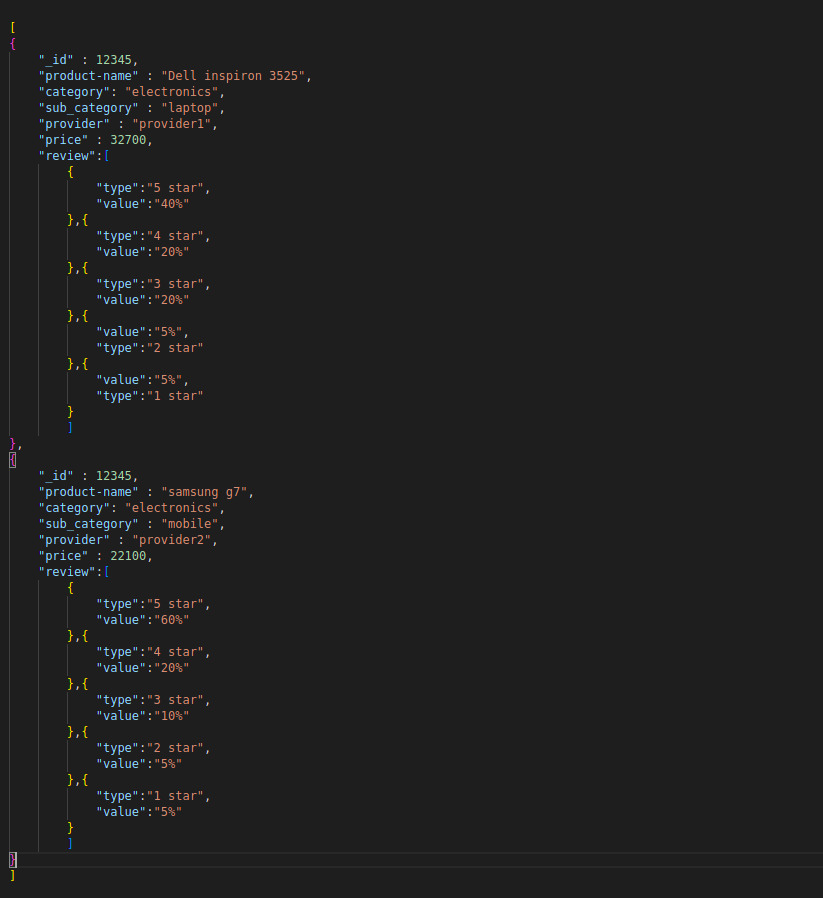 [
{
    "_id" : 12345,
    "product-name" : "Dell inspiron 3525",
    "category": "electronics",
    "sub_category" : "laptop",
    "provider" : "provider1",
    "price" : 32700,
    "review":[
        {
            "type":"5 star",
            "value":"40%"
        },{
            "type":"4 star",
            "value":"20%"
        },{
            "type":"3 star",
            "value":"20%"
        },{
            "value":"5%",
            "type":"2 star"
        },{
            "value":"5%",
            "type":"1 star"
        }
        ]
},
{
    "_id" : 12345,
    "product-name" : "samsung g7",
    "category": "electronics",
    "sub_category" : "mobile",
    "provider" : "provider2",
    "price" : 22100,
    "review":[
        {
            "type":"5 star",
            "value":"60%"
        },{
            "type":"4 star",
            "value":"20%"
        },{
            "type":"3 star",
            "value":"10%"
        },{
            "type":"2 star",
            "value":"5%"
        },{
            "type":"1 star",
            "value":"5%"
        }
        ]
}
]